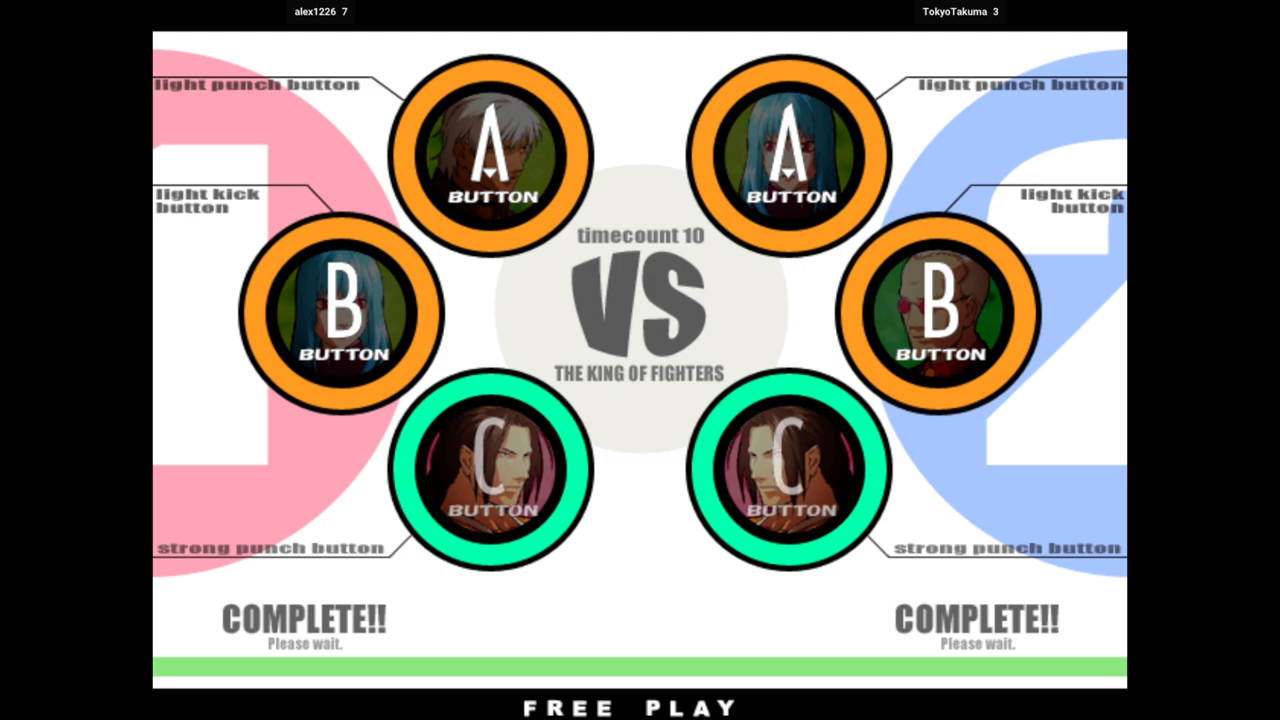 alex1226 7
TokyoTakuma 3
light punch button
light punch button
A
BUTTON
A
BUTTON
light kick
button
light kick
button
1
2
timecount 10
VS
THE KING OF FIGHTERS
B
BUTTON
B
BUTTON
C
BUTTON
C
BUTTON
strong punch button
strong punch button
COMPLETE!!
Please wait.
COMPLETE!!
Please wait.
FREE PLAY